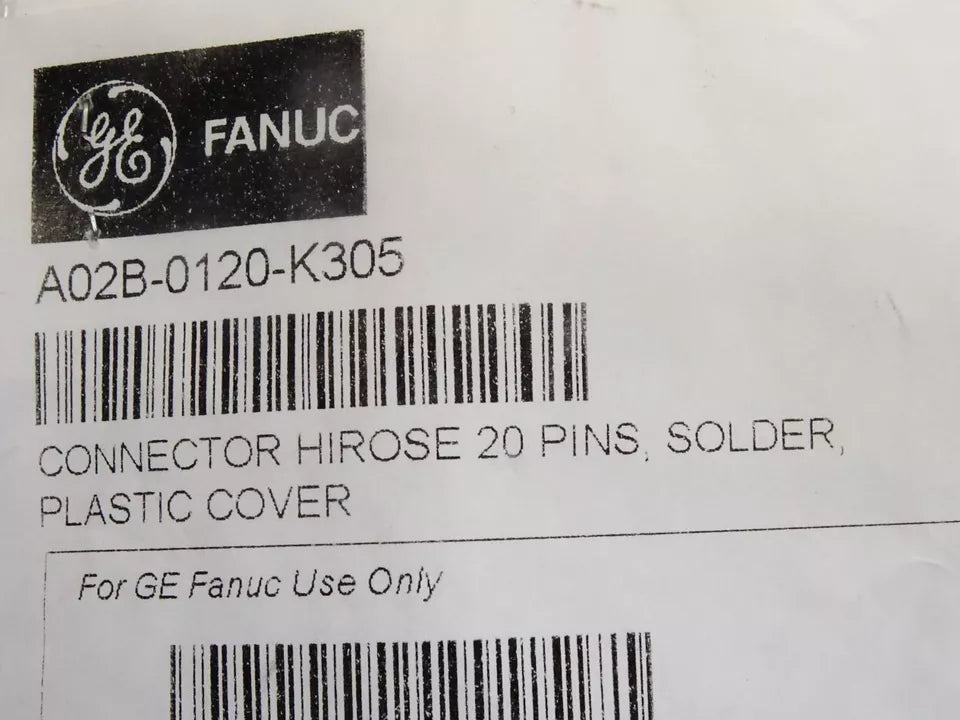 GE FANUC
A02B-0120-K305
CONNECTOR HIROSE 20 PINS, SOLDER,
PLASTIC COVER
For GE Fanuc Use Only